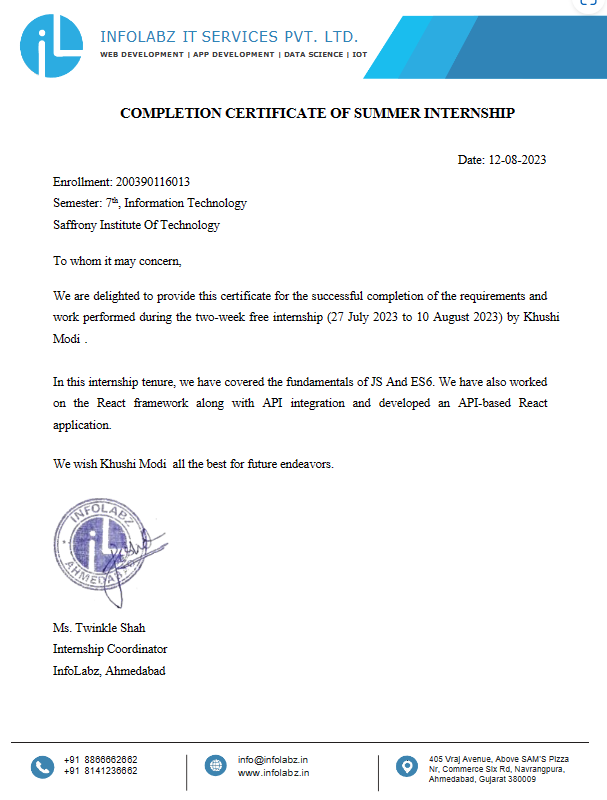 INFOLABZ IT SERVICES PVT. LTD.
WEB DEVELOPMENT | APP DEVELOPMENT | DATA SCIENCE | IOT
COMPLETION CERTIFICATE OF SUMMER INTERNSHIP
Date: 12-08-2023
Enrollment: 200390116013
Semester: 7th, Information Technology
Saffrony Institute Of Technology
To whom it may concern,
We are delighted to provide this certificate for the successful completion of the requirements and
work performed during the two-week free internship (27 July 2023 to 10 August 2023) by Khushi
Modi .
In this internship tenure, we have covered the fundamentals of JS And ES6. We have also worked
on the React framework along with API integration and developed an API-based React
application.
We wish Khushi Modi all the best for future endeavors.
INFOLABZ
iL
AHMEDABAD
Ms. Twinkle Shah
Internship Coordinator
InfoLabz, Ahmedabad
+91 8866662662
+91 8141236662
info@infolabz.in
www.infolabz.in
405 Vraj Avenue, Above SAM'S Pizza
Nr, Commerce Six Rd, Navrangpura,
Ahmedabad, Gujarat 380009